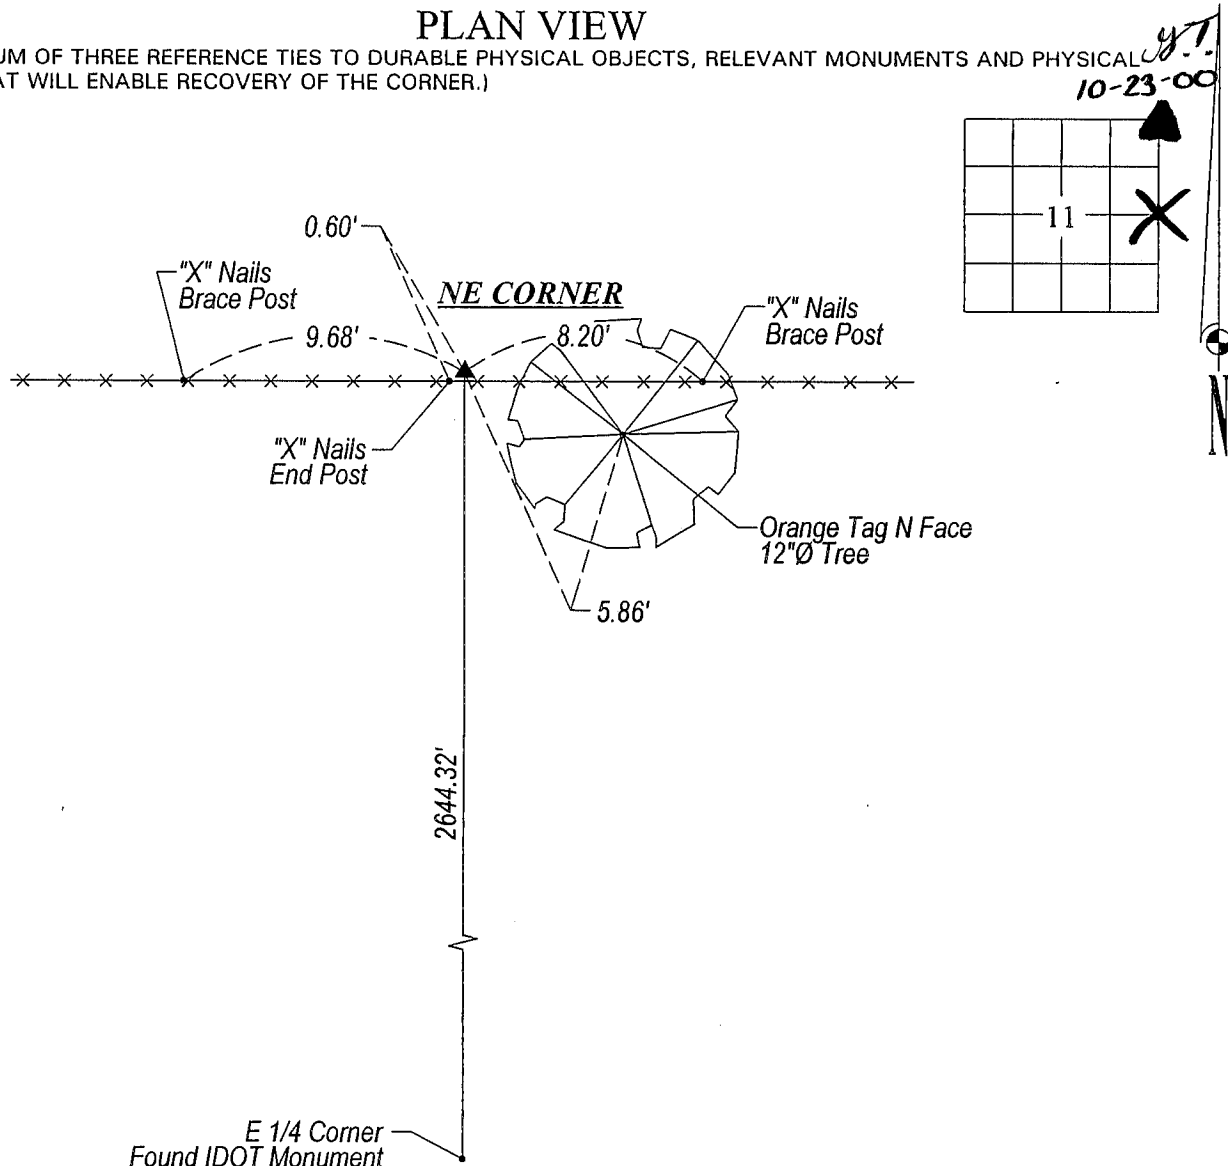 PLAN VIEW
UM OF THREE REFERENCE TIES TO DURABLE PHYSICAL OBJECTS, RELEVANT MONUMENTS AND PHYSICAL
AT WILL ENABLE RECOVERY OF THE CORNER.)
10-23-00
11
0.60'
"X" Nails
Brace Post
NE CORNER
"X" Nails
Brace Post
9.68'
8.20'
N
"X" Nails
End Post
Orange Tag N Face
12"Ø Tree
5.86'
2644.32'
E 1/4 Corner
Found IDOT Monument